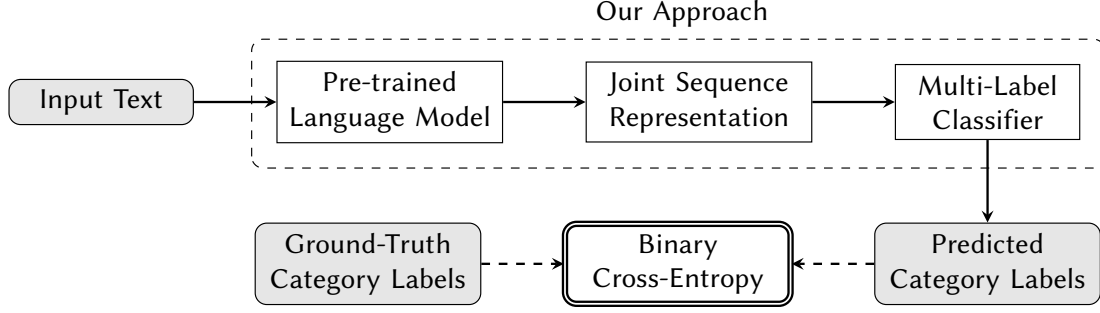 Our Approach
Input Text
Pre-trained
Language Model
Joint Sequence
Representation
Multi-Label
Classifier
Ground-Truth
Category Labels
Binary
Cross-Entropy
Predicted
Category Labels